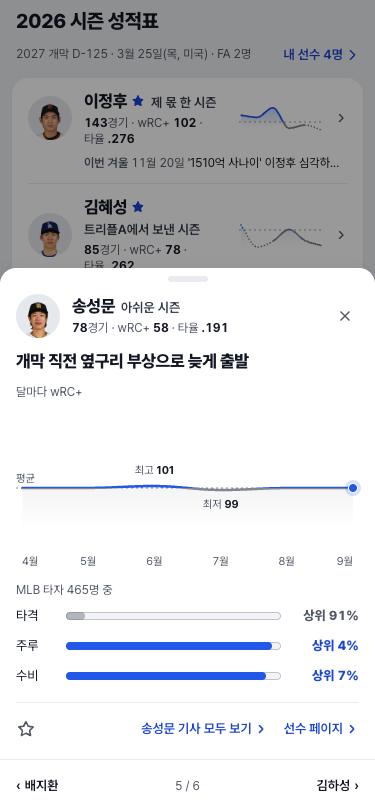 2026 시즌 성적표
2027 개막 D-125 · 3월 25일(목, 미국) · FA 2명
내 선수 4명
이정후 제 몫 한 시즌
143경기 · wRC+ 102 ·
타율 .276
이번 겨울 11월 20일 '1510억 사나이' 이정후 심각하...
김혜성
트리플A에서 보낸 시즌
85경기 · wRC+ 78 ·
타율 .262
송성문 아쉬운 시즌
78경기 · wRC+ 58 · 타율 .191
개막 직전 옆구리 부상으로 늦게 출발
달마다 wRC+
평균
최고 101
최저 99
4월 5월 6월 7월 8월 9월
MLB 타자 465명 중
타격 상위 91%
주루 상위 4%
수비 상위 7%
송성문 기사 모두 보기
선수 페이지
‹ 배지환
5 / 6
김하성 ›